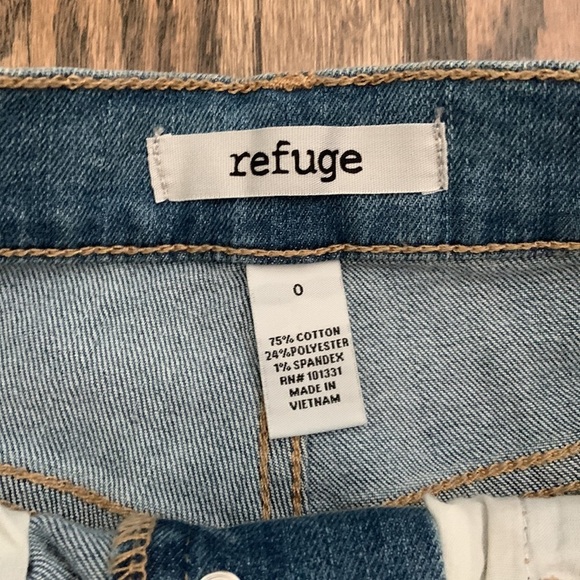 refuge
0
75% COTTON
24%POLYESTER
1% SPANDEX
RN# 101331
MADE IN
VIETNAM